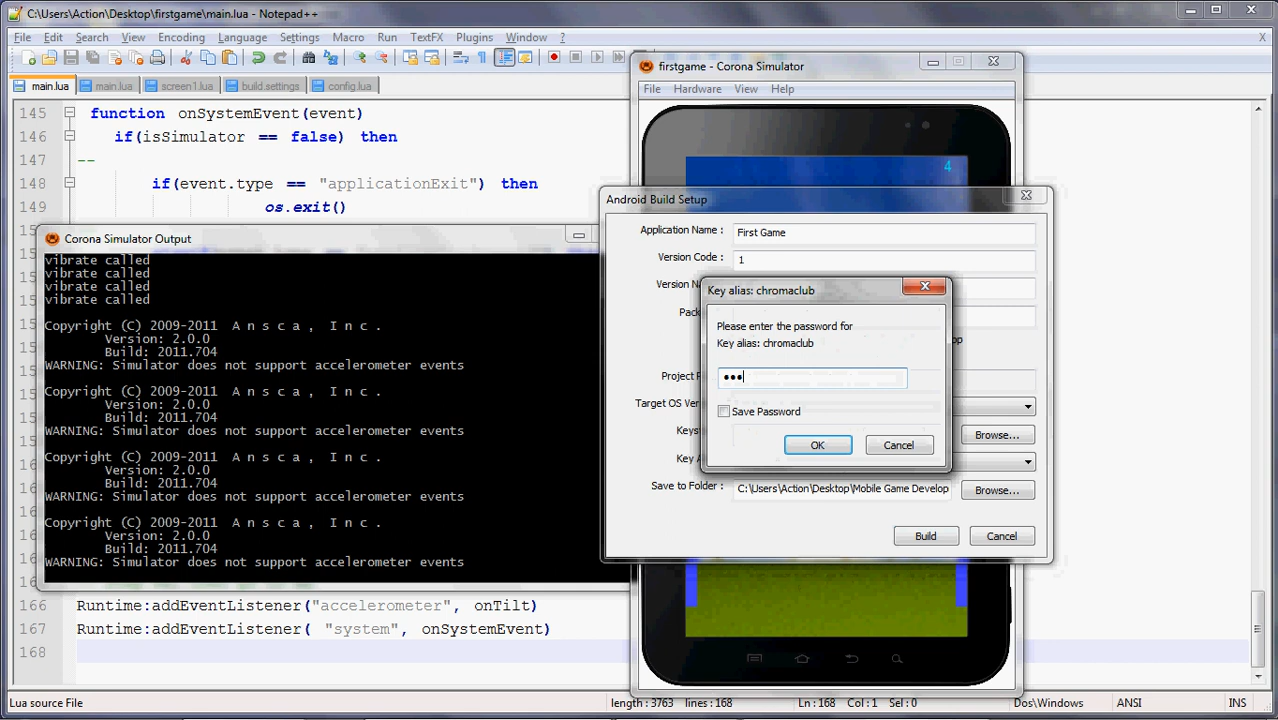 C:\Users\Action\Desktop\firstgame\main.lua - Notepad++
File Edit Search View Encoding Language Settings Macro Run TextFX Plugins Window ? X
main.lua main.lua screen1.lua build.settings config.lua
145 function onSystemEvent(event)
146 if(isSimulator == false) then
147 --
148 if(event.type == "applicationExit") then
149 os.exit()
166 Runtime:addEventListener("accelerometer", onTilt)
167 Runtime:addEventListener( "system", onSystemEvent)
168
Corona Simulator Output
vibrate called
vibrate called
vibrate called
vibrate called
Copyright (C) 2009-2011 A n s c a , I n c .
Version: 2.0.0
Build: 2011.704
WARNING: Simulator does not support accelerometer events
Copyright (C) 2009-2011 A n s c a , I n c .
Version: 2.0.0
Build: 2011.704
WARNING: Simulator does not support accelerometer events
Copyright (C) 2009-2011 A n s c a , I n c .
Version: 2.0.0
Build: 2011.704
WARNING: Simulator does not support accelerometer events
Copyright (C) 2009-2011 A n s c a , I n c .
Version: 2.0.0
Build: 2011.704
WARNING: Simulator does not support accelerometer events
firstgame - Corona Simulator
File Hardware View Help
4
Android Build Setup
Application Name : First Game
Version Code : 1
Version N
Pack
Project P
Target OS Ver
Keys
Key A
Browse...
Save to Folder : C:\Users\Action\Desktop\Mobile Game Develop Browse...
Build Cancel
Key alias: chromaclub
Please enter the password for
Key alias: chromaclub
●●●
Save Password
OK Cancel
Lua source File length : 3763 lines : 168 Ln : 168 Col : 1 Sel : 0 Dos\Windows ANSI INS